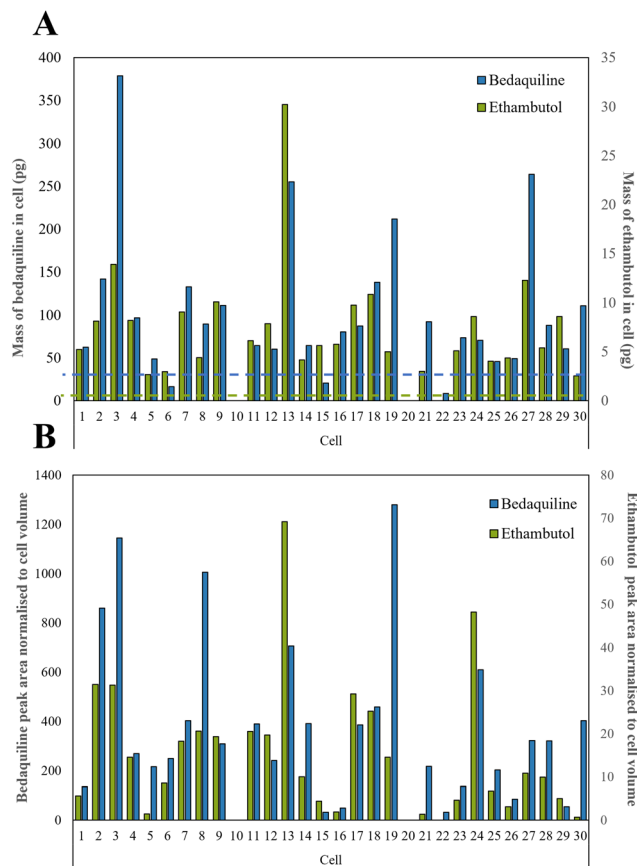 A
400
350
300
250
200
150
100
50
0
Mass of bedaquiline in cell (pg)
Bedaquiline
Ethambutol
35
30
25
20
15
10
5
0
Mass of ethambutol in cell (pg)
1 2 3 4 5 6 7 8 9 10 11 12 13 14 15 16 17 18 19 20 21 22 23 24 25 26 27 28 29 30
Cell
B
1400
1200
1000
800
600
400
200
0
Bedaquiline peak area normalised to cell volume
Bedaquiline
Ethambutol
80
70
60
50
40
30
20
10
0
Ethambutol peak area normalised to cell volume
1 2 3 4 5 6 7 8 9 10 11 12 13 14 15 16 17 18 19 20 21 22 23 24 25 26 27 28 29 30
Cell